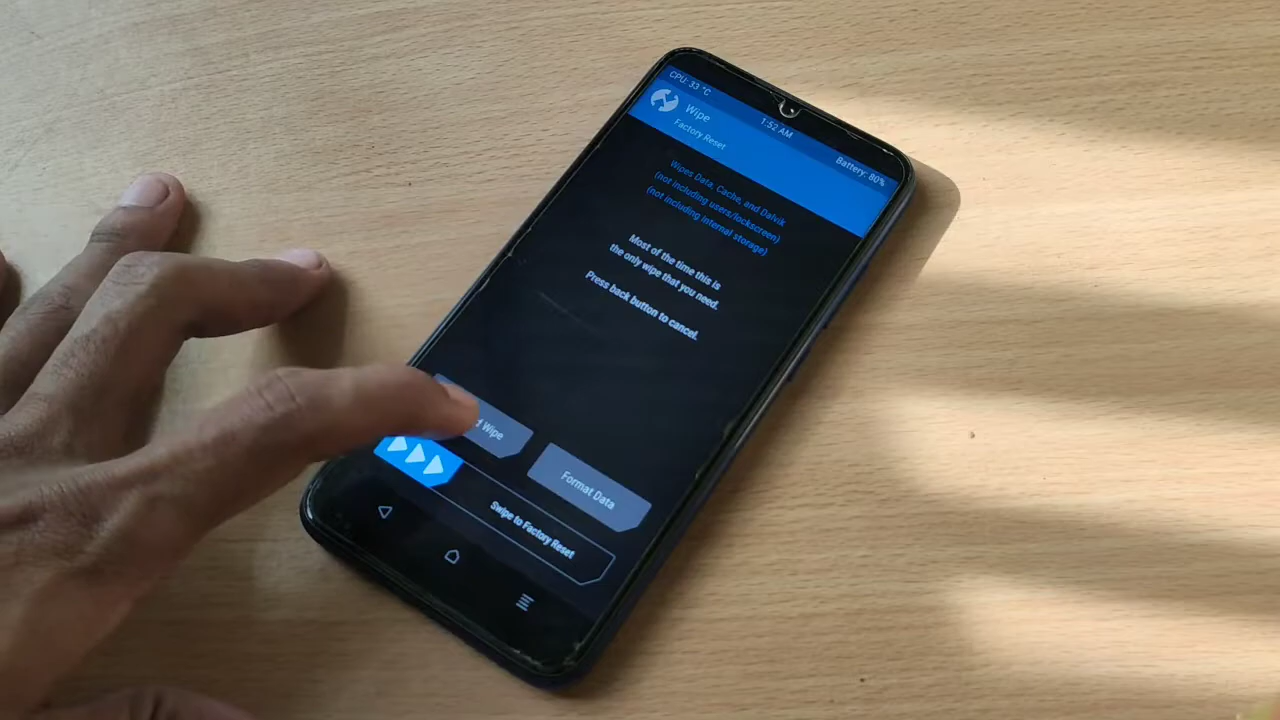 CPU: 33 °C
1:52 AM
Battery: 80%
Wipe
Factory Reset
Wipes Data, Cache, and Dalvik
(not including users/lockscreen)
(not including internal storage)
Most of the time this is
the only wipe that you need.
Press back button to cancel.
Wipe
Format Data
Swipe to Factory Reset